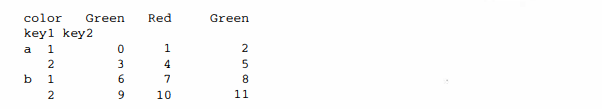 color Green Red Green
key1 key2
a 1 0 1 2
2 3 4 5
b 1 6 7 8
2 9 10 11